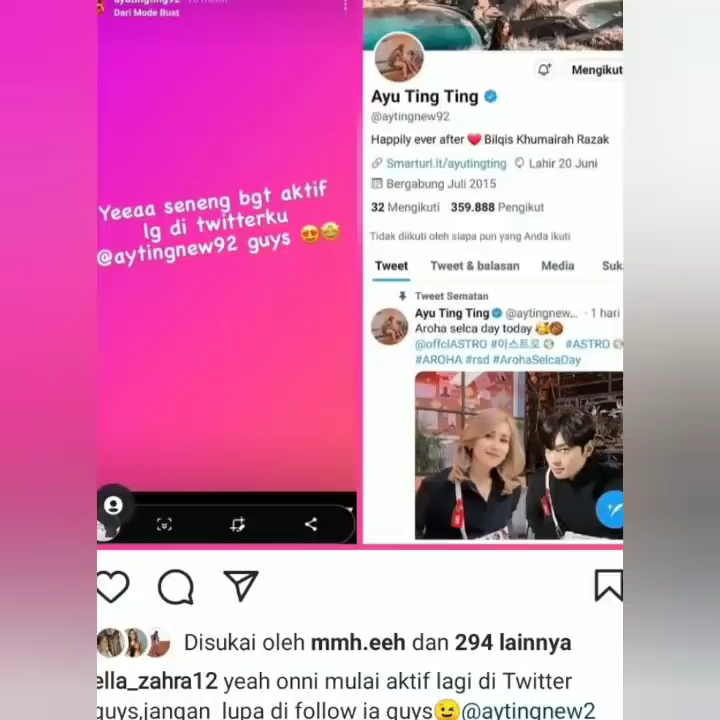 Dari Mode Buat
Yeeaa seneng bgt aktif
lg di twitterku
@aytingnew92 guys 😍🤩
Mengikut
Ayu Ting Ting
@aytingnew92
Happily ever after ❤️ Bilqis Khumairah Razak
Smarturl.it/ayutingting Lahir 20 Juni
Bergabung Juli 2015
32 Mengikuti 359.888 Pengikut
Tidak diikuti oleh siapa pun yang Anda ikuti
Tweet Tweet & balasan Media Suk
Tweet Sematan
Ayu Ting Ting @aytingnew... · 1 hari
Aroha selca day today
@offclASTRO #아스트로 #ASTRO
#AROHA #rsd #ArohaSelcaDay
Disukai oleh mmh.eeh dan 294 lainnya
ella_zahra12 yeah onni mulai aktif lagi di Twitter
guys,jangan lupa di follow ia guys😉@aytingnew2